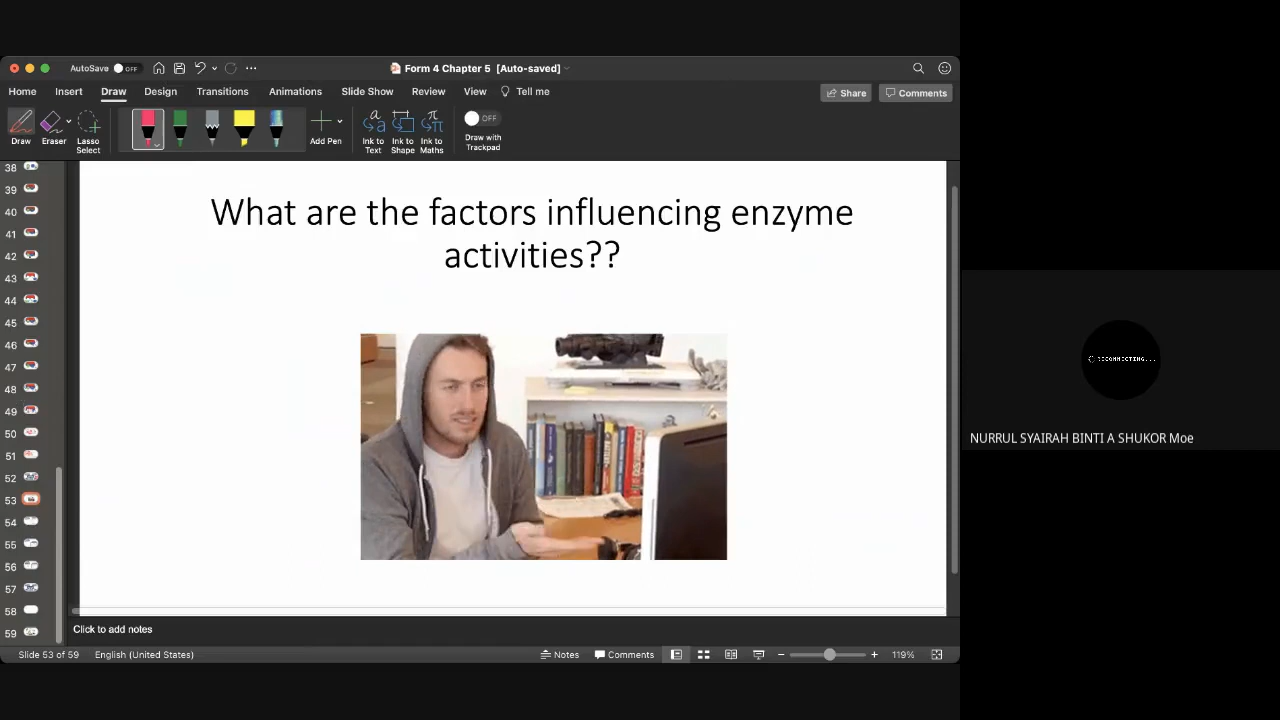 AutoSave OFF
Form 4 Chapter 5 [Auto-saved]
Home Insert Draw Design Transitions Animations Slide Show Review View Tell me
Share Comments
Draw Eraser Lasso Select Add Pen Ink to Text Ink to Shape Ink to Maths OFF Draw with Trackpad
38
39
40
41
42
43
44
45
46
47
48
49
50
51
52
53
54
55
56
57
58
59
What are the factors influencing enzyme
activities??
RECONNECTING...
NURRUL SYAIRAH BINTI A SHUKOR Moe
Click to add notes
Slide 53 of 59 English (United States) Notes Comments 119%